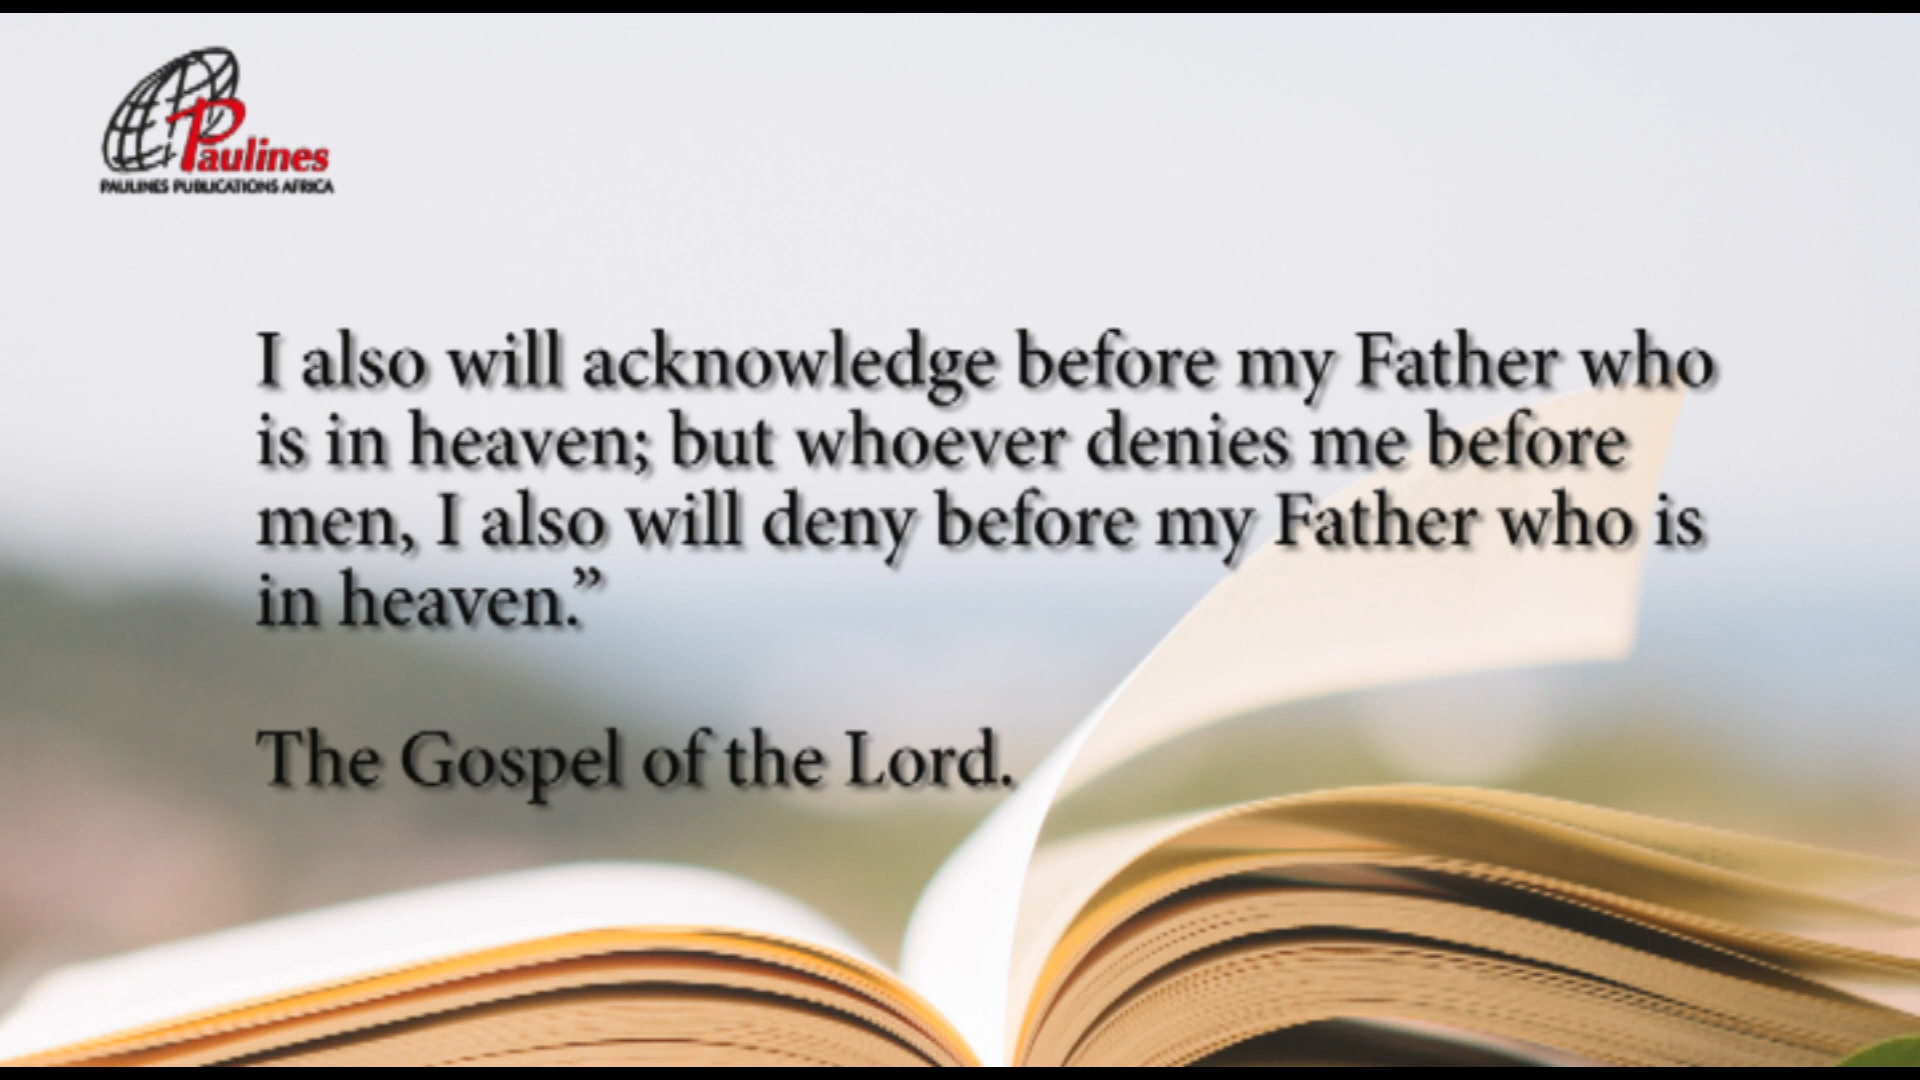 Paulines
PAULINES PUBLICATIONS AFRICA
I also will acknowledge before my Father who
is in heaven; but whoever denies me before
men, I also will deny before my Father who is
in heaven.”
The Gospel of the Lord.